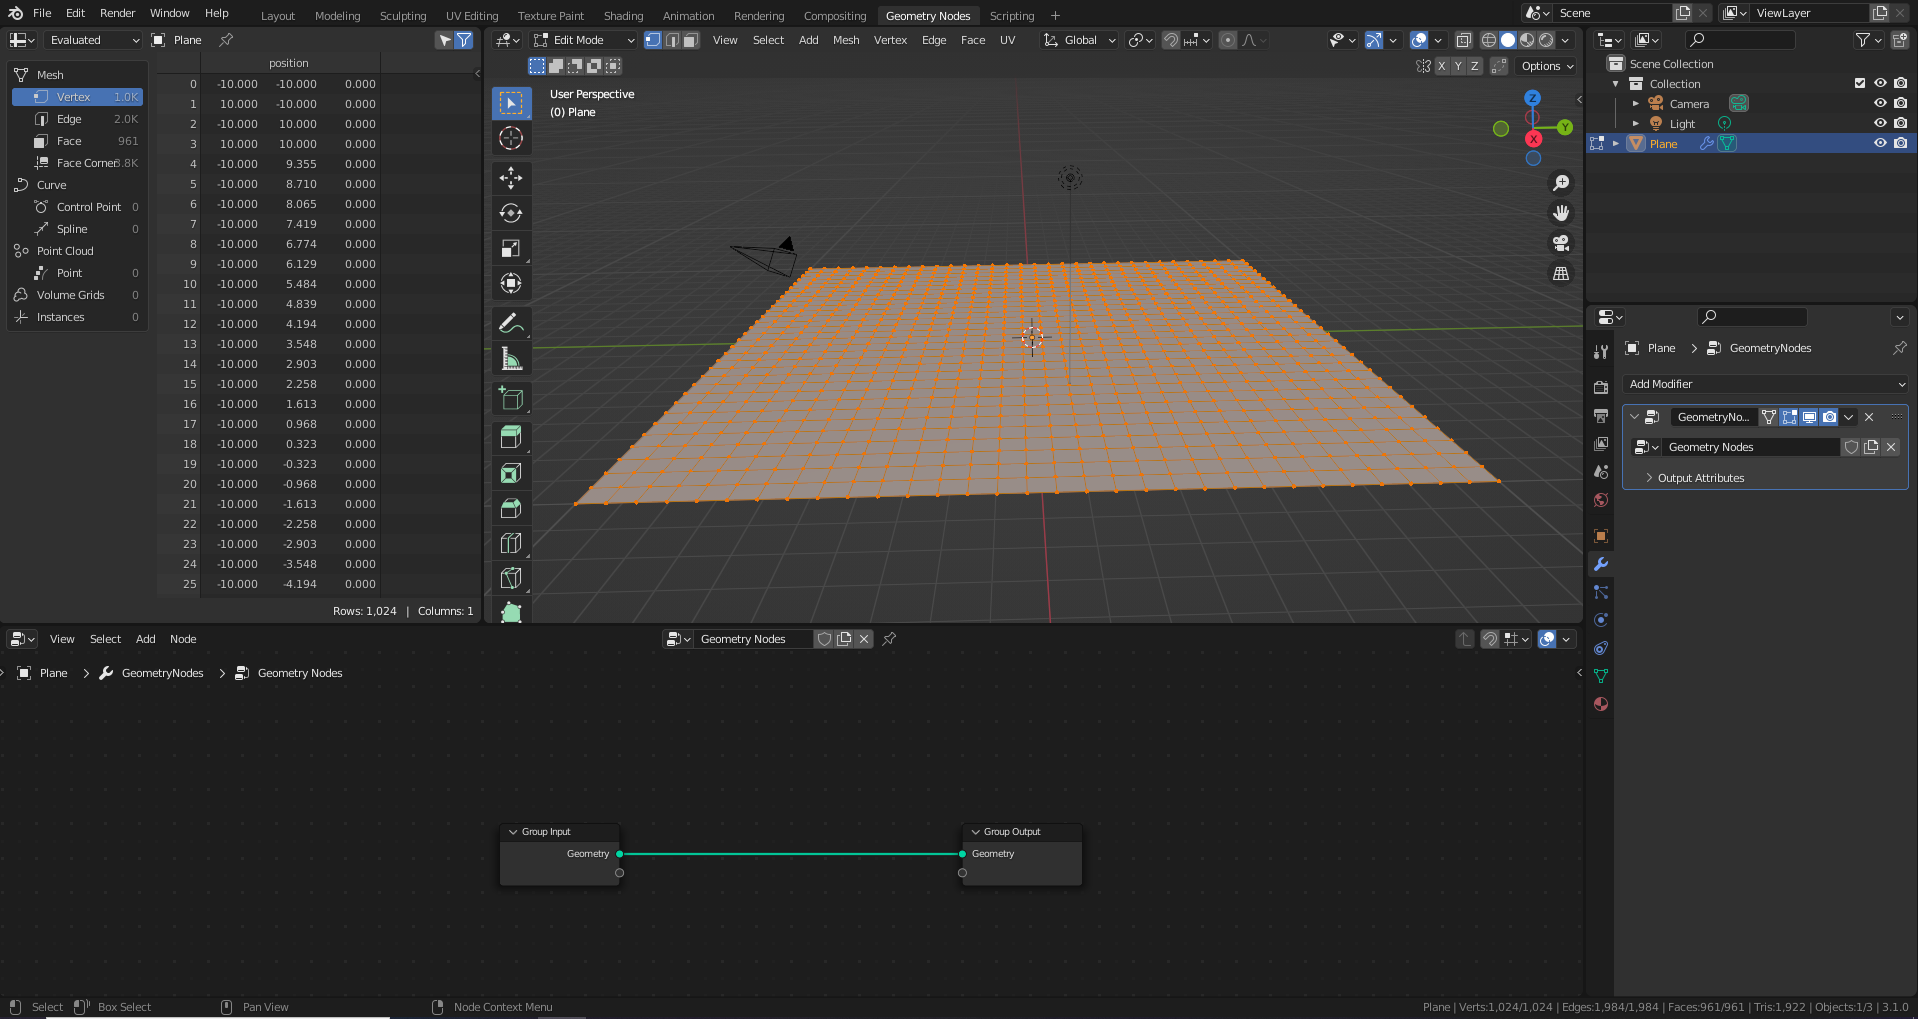 File Edit Render Window Help Layout Modeling Sculpting UV Editing Texture Paint Shading Animation Rendering Compositing Geometry Nodes Scripting + Scene ViewLayer
Evaluated Plane
position
Mesh
Vertex 1.0K
Edge 2.0K
Face 961
Face Corner 3.8K
Curve
Control Point 0
Spline 0
Point Cloud
Point 0
Volume Grids 0
Instances 0
0 -10.000 -10.000 0.000
1 10.000 -10.000 0.000
2 -10.000 10.000 0.000
3 10.000 10.000 0.000
4 -10.000 9.355 0.000
5 -10.000 8.710 0.000
6 -10.000 8.065 0.000
7 -10.000 7.419 0.000
8 -10.000 6.774 0.000
9 -10.000 6.129 0.000
10 -10.000 5.484 0.000
11 -10.000 4.839 0.000
12 -10.000 4.194 0.000
13 -10.000 3.548 0.000
14 -10.000 2.903 0.000
15 -10.000 2.258 0.000
16 -10.000 1.613 0.000
17 -10.000 0.968 0.000
18 -10.000 0.323 0.000
19 -10.000 -0.323 0.000
20 -10.000 -0.968 0.000
21 -10.000 -1.613 0.000
22 -10.000 -2.258 0.000
23 -10.000 -2.903 0.000
24 -10.000 -3.548 0.000
25 -10.000 -4.194 0.000
Rows: 1,024 | Columns: 1
Edit Mode View Select Add Mesh Vertex Edge Face UV Global
X Y Z Options
User Perspective
(0) Plane
Z
Y
X
Scene Collection
Collection
Camera
Light
Plane
Plane GeometryNodes
Add Modifier
GeometryNo...
Geometry Nodes
Output Attributes
View Select Add Node Geometry Nodes
Plane GeometryNodes Geometry Nodes
Group Input
Geometry
Group Output
Geometry
Select Box Select Pan View Node Context Menu
Plane | Verts:1,024/1,024 | Edges:1,984/1,984 | Faces:961/961 | Tris:1,922 | Objects:1/3 | 3.1.0